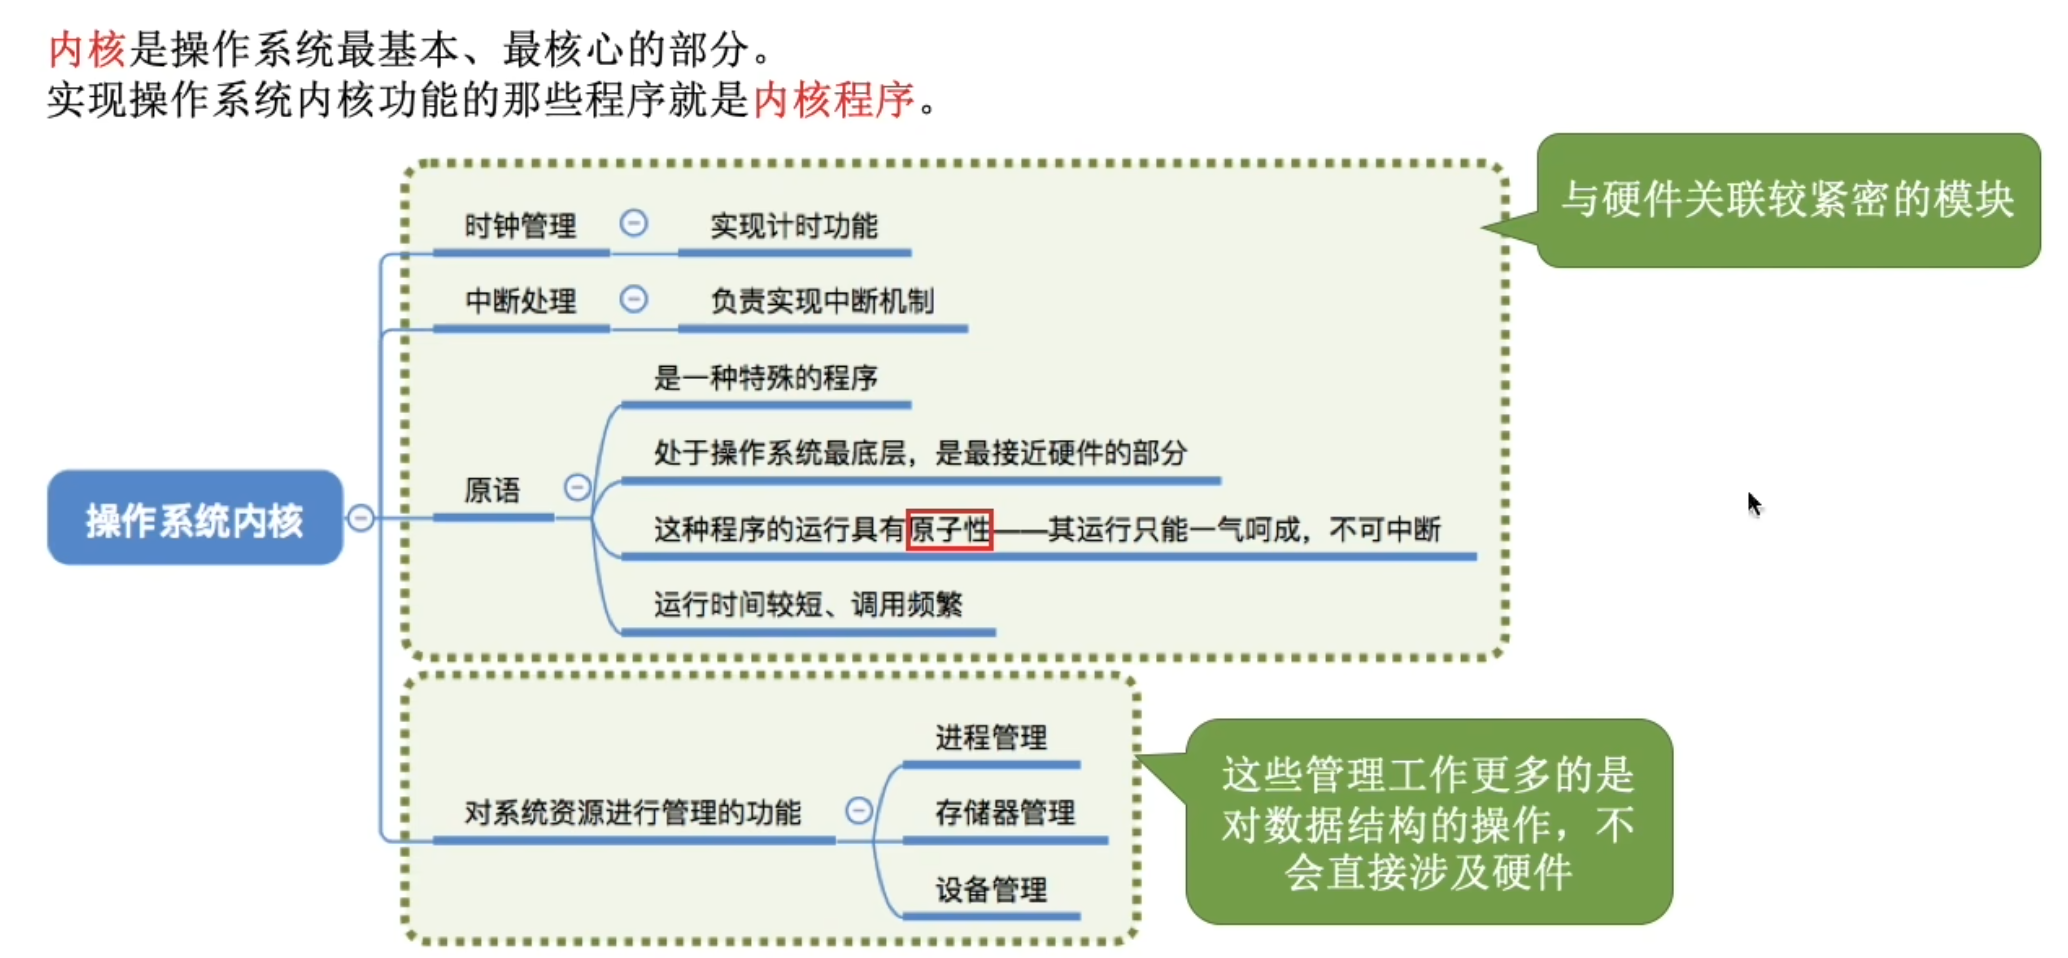 内核是操作系统最基本、最核心的部分。
实现操作系统内核功能的那些程序就是内核程序。
与硬件关联较紧密的模块
时钟管理
实现计时功能
中断处理
负责实现中断机制
是一种特殊的程序
处于操作系统最底层，是最接近硬件的部分
原语
操作系统内核
这种程序的运行具有原子性——其运行只能一气呵成，不可中断
运行时间较短、调用频繁
进程管理
对系统资源进行管理的功能
存储器管理
设备管理
这些管理工作更多的是
对数据结构的操作，不
会直接涉及硬件